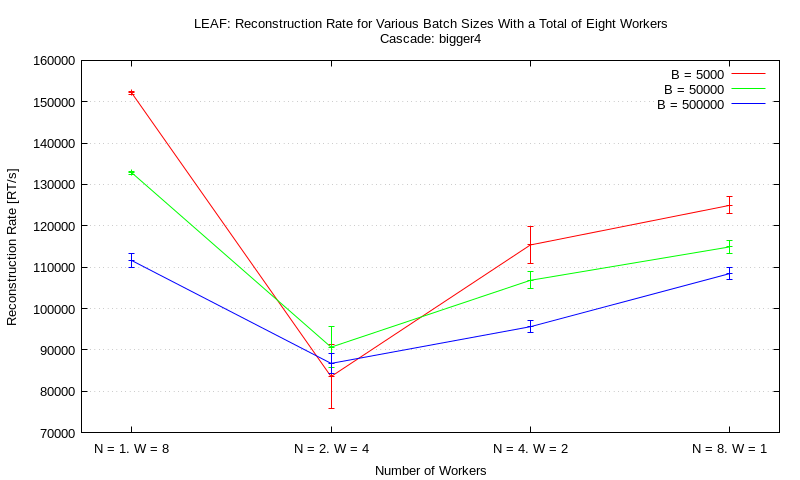 LEAF: Reconstruction Rate for Various Batch Sizes With a Total of Eight Workers
Cascade: bigger4
160000
150000
140000
130000
120000
110000
100000
90000
80000
70000
Reconstruction Rate [RT/s]
B = 5000
B = 50000
B = 500000
N = 1. W = 8
N = 2. W = 4
N = 4. W = 2
N = 8. W = 1
Number of Workers